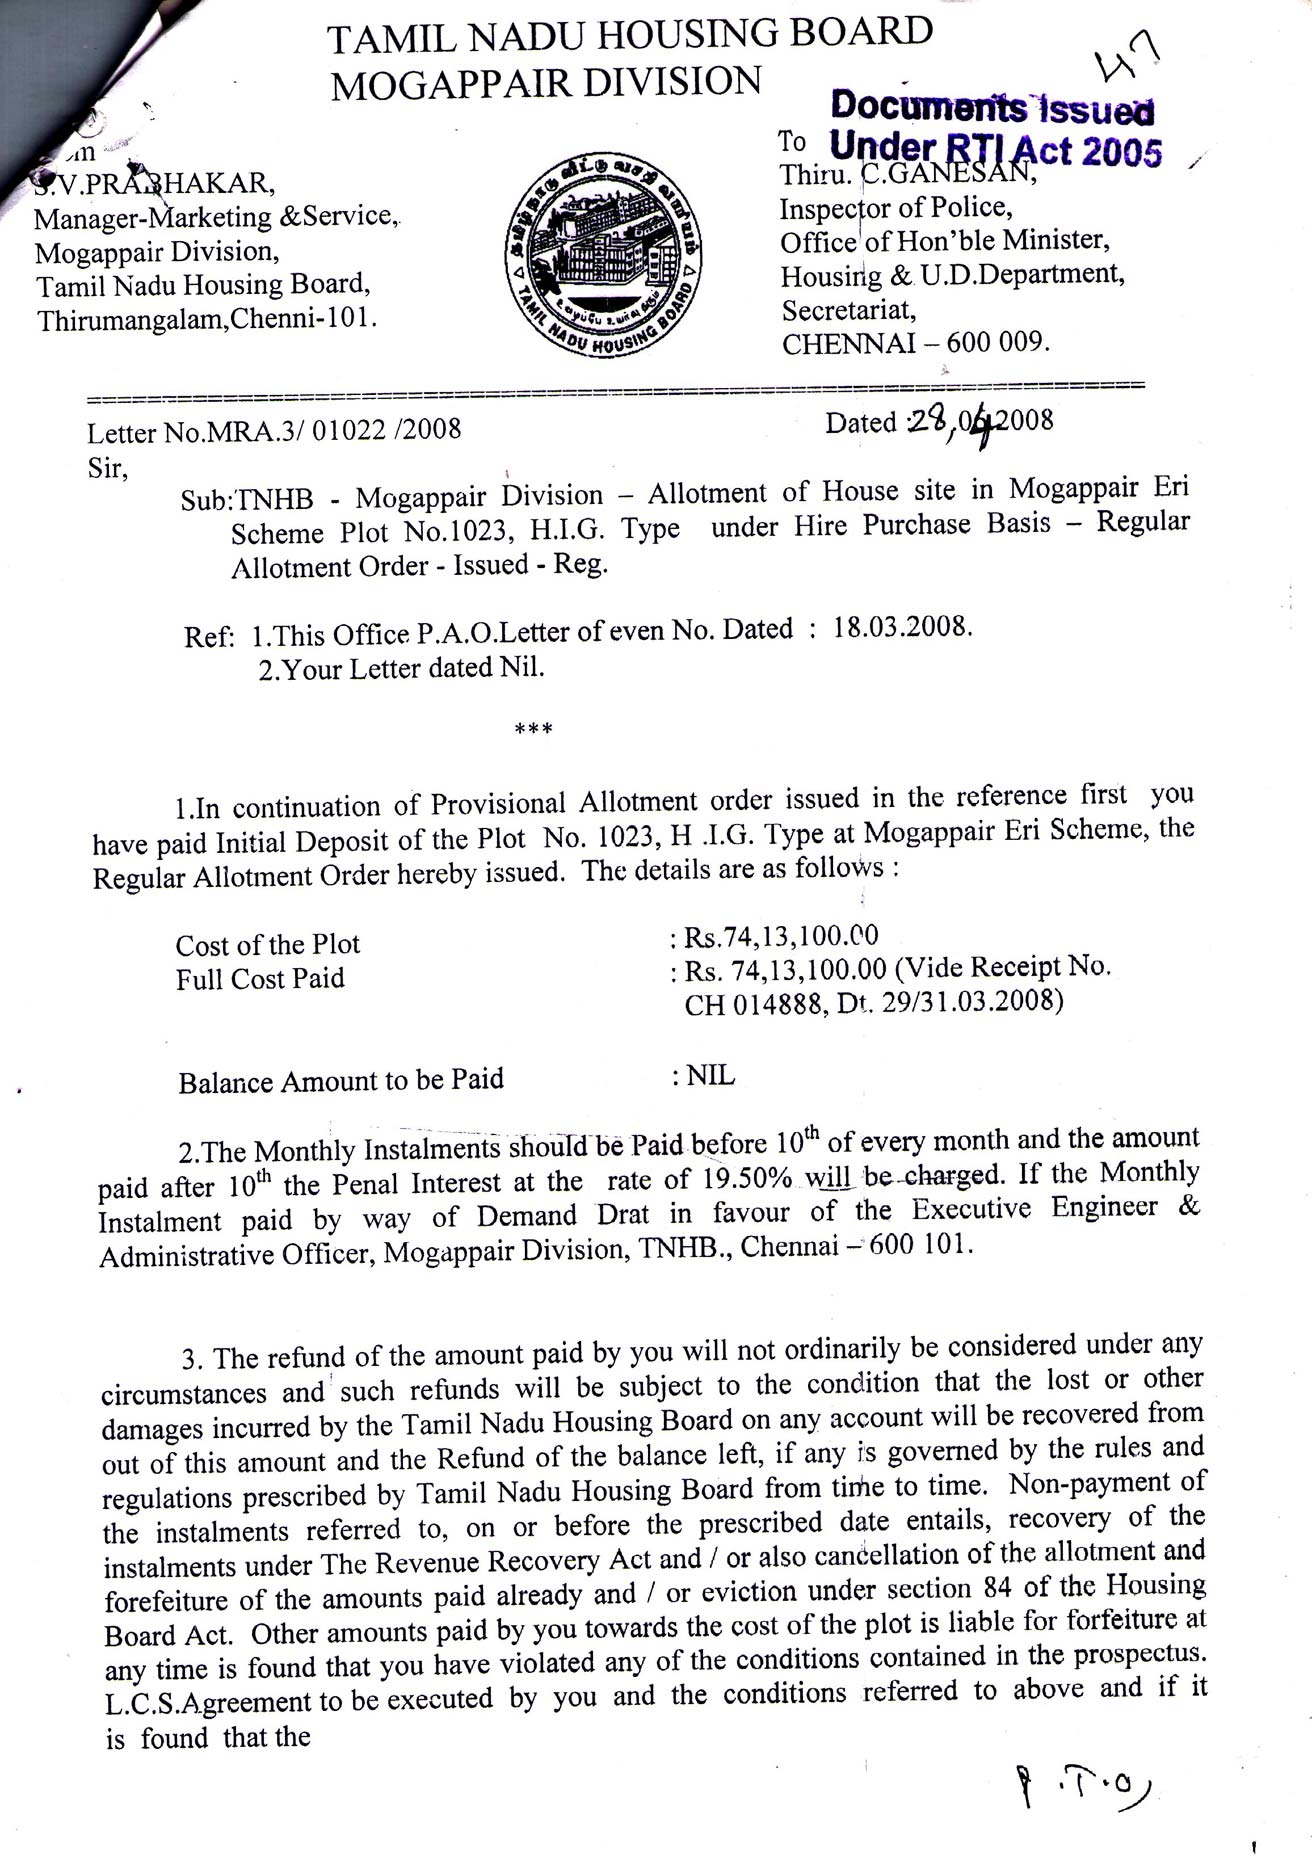 TAMIL NADU HOUSING BOARD
MOGAPPAIR DIVISION
47
Documents Issued
Under RTI Act 2005
S.V.PRABHAKAR,
Manager-Marketing &Service,
Mogappair Division,
Tamil Nadu Housing Board,
Thirumangalam,Chenni-101.
தமிழ்நாடு வீட்டு வசதி வாரியம்
TAMIL NADU HOUSING BOARD
To
Thiru. C.GANESAN,
Inspector of Police,
Office of Hon'ble Minister,
Housing & U.D.Department,
Secretariat,
CHENNAI – 600 009.
Letter No.MRA.3/ 01022 /2008
Dated :28,04.2008
Sir,
Sub:TNHB - Mogappair Division – Allotment of House site in Mogappair Eri
Scheme Plot No.1023, H.I.G. Type under Hire Purchase Basis – Regular
Allotment Order - Issued - Reg.
Ref: 1.This Office P.A.O.Letter of even No. Dated : 18.03.2008.
2.Your Letter dated Nil.
***
1.In continuation of Provisional Allotment order issued in the reference first you
have paid Initial Deposit of the Plot No. 1023, H .I.G. Type at Mogappair Eri Scheme, the
Regular Allotment Order hereby issued. The details are as follows :
Cost of the Plot : Rs.74,13,100.00
Full Cost Paid : Rs. 74,13,100.00 (Vide Receipt No.
CH 014888, Dt. 29/31.03.2008)
Balance Amount to be Paid : NIL
2.The Monthly Instalments should be Paid before 10th of every month and the amount
paid after 10th the Penal Interest at the rate of 19.50% will be charged. If the Monthly
Instalment paid by way of Demand Drat in favour of the Executive Engineer &
Administrative Officer, Mogappair Division, TNHB., Chennai – 600 101.
3. The refund of the amount paid by you will not ordinarily be considered under any
circumstances and such refunds will be subject to the condition that the lost or other
damages incurred by the Tamil Nadu Housing Board on any account will be recovered from
out of this amount and the Refund of the balance left, if any is governed by the rules and
regulations prescribed by Tamil Nadu Housing Board from time to time. Non-payment of
the instalments referred to, on or before the prescribed date entails, recovery of the
instalments under The Revenue Recovery Act and / or also cancellation of the allotment and
forefeiture of the amounts paid already and / or eviction under section 84 of the Housing
Board Act. Other amounts paid by you towards the cost of the plot is liable for forfeiture at
any time is found that you have violated any of the conditions contained in the prospectus.
L.C.S.Agreement to be executed by you and the conditions referred to above and if it
is found that the
P.T.O,